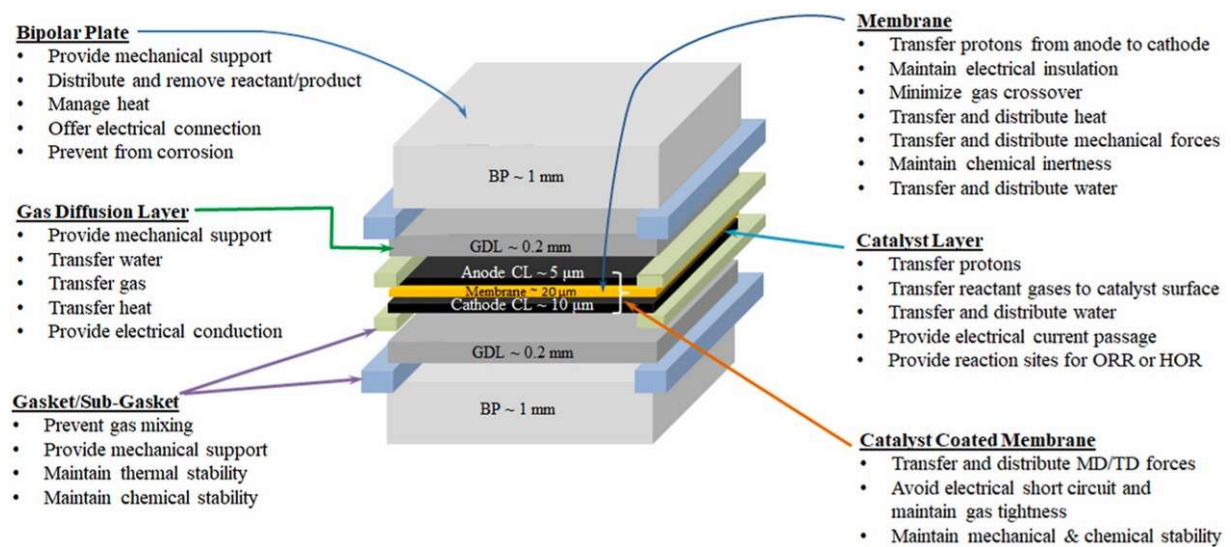 Bipolar Plate
• Provide mechanical support
• Distribute and remove reactant/product
• Manage heat
• Offer electrical connection
• Prevent from corrosion
Gas Diffusion Layer
• Provide mechanical support
• Transfer water
• Transfer gas
• Transfer heat
• Provide electrical conduction
Gasket/Sub-Gasket
• Prevent gas mixing
• Provide mechanical support
• Maintain thermal stability
• Maintain chemical stability
BP ~ 1 mm
GDL ~ 0.2 mm
Anode CL ~ 5 µm
Membrane ~ 20 µm
Cathode CL ~ 10 µm
GDL ~ 0.2 mm
BP ~ 1 mm
Membrane
• Transfer protons from anode to cathode
• Maintain electrical insulation
• Minimize gas crossover
• Transfer and distribute heat
• Transfer and distribute mechanical forces
• Maintain chemical inertness
• Transfer and distribute water
Catalyst Layer
• Transfer protons
• Transfer reactant gases to catalyst surface
• Transfer and distribute water
• Provide electrical current passage
• Provide reaction sites for ORR or HOR
Catalyst Coated Membrane
• Transfer and distribute MD/TD forces
• Avoid electrical short circuit and
maintain gas tightness
• Maintain mechanical & chemical stability